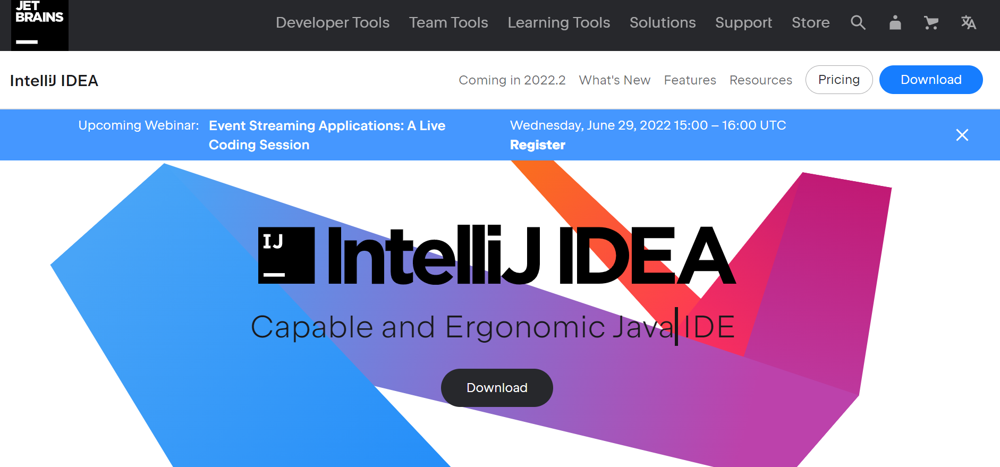 JET
BRAINS
Developer Tools Team Tools Learning Tools Solutions Support Store
IntelliJ IDEA
Coming in 2022.2 What's New Features Resources Pricing Download
Upcoming Webinar: Event Streaming Applications: A Live Wednesday, June 29, 2022 15:00 – 16:00 UTC
Coding Session Register
IJ
IntelliJ IDEA
Capable and Ergonomic Java IDE
Download